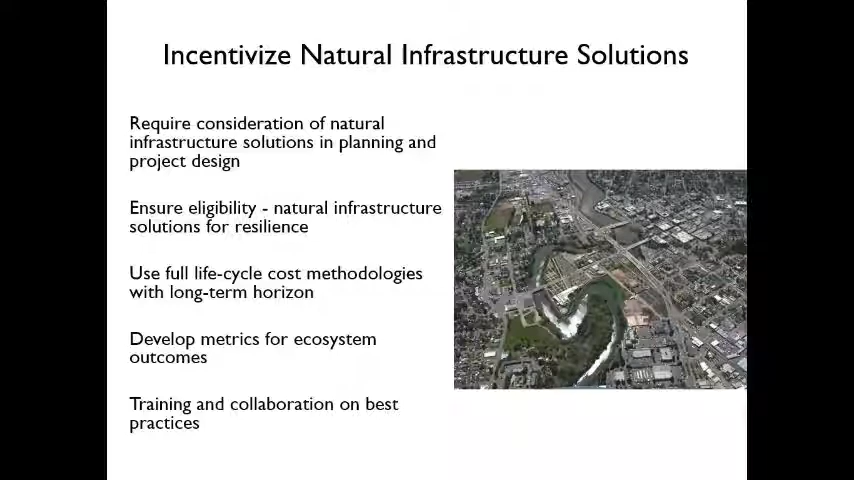 Incentivize Natural Infrastructure Solutions
Require consideration of natural
infrastructure solutions in planning and
project design
Ensure eligibility - natural infrastructure
solutions for resilience
Use full life-cycle cost methodologies
with long-term horizon
Develop metrics for ecosystem
outcomes
Training and collaboration on best
practices